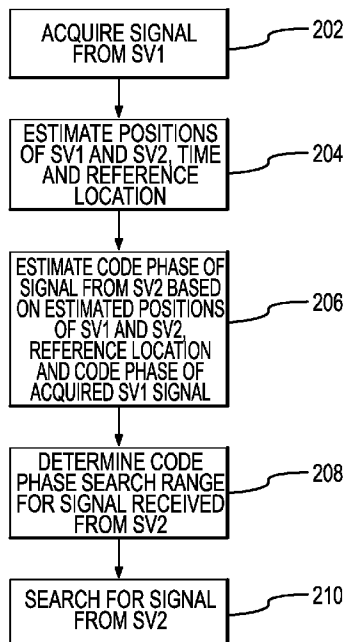 ACQUIRE SIGNAL
FROM SV1
202
ESTIMATE POSITIONS
OF SV1 AND SV2, TIME
AND REFERENCE
LOCATION
204
ESTIMATE CODE PHASE OF
SIGNAL FROM SV2 BASED
ON ESTIMATED POSITIONS
OF SV1 AND SV2,
REFERENCE LOCATION
AND CODE PHASE OF
ACQUIRED SV1 SIGNAL
206
DETERMINE CODE
PHASE SEARCH RANGE
FOR SIGNAL RECEIVED
FROM SV2
208
SEARCH FOR SIGNAL
FROM SV2
210